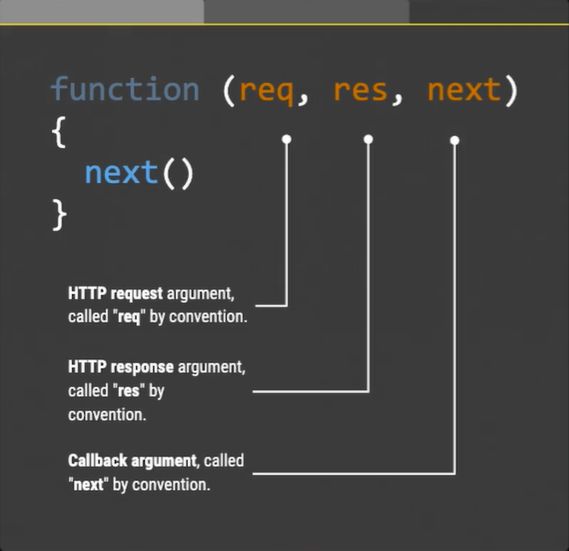 function (req, res, next)
{
next()
}
HTTP request argument,
called "req" by convention.
HTTP response argument,
called "res" by
convention.
Callback argument, called
"next" by convention.